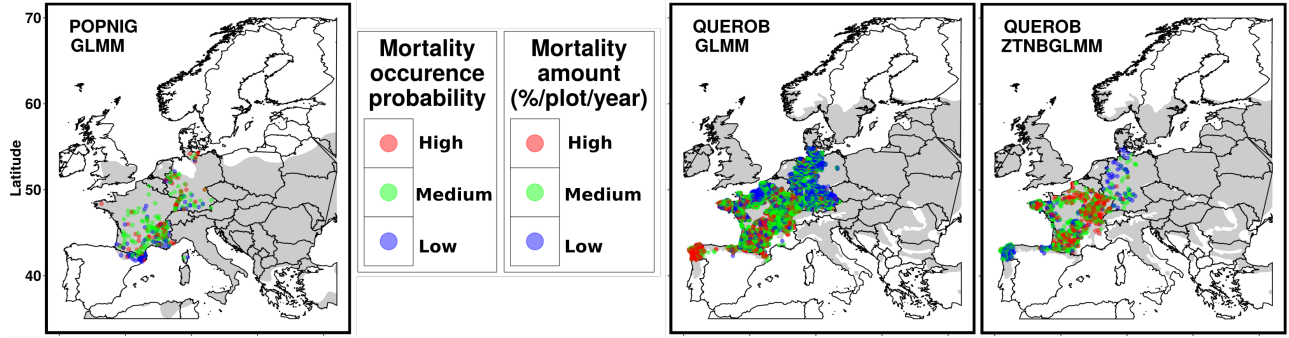 POPNIG
GLMM
70
60
50
40
Latitude
Mortality
occurence
probability
High
Medium
Low
Mortality
amount
(%/plot/year)
High
Medium
Low
QUEROB
GLMM
QUEROB
ZTNBGLMM